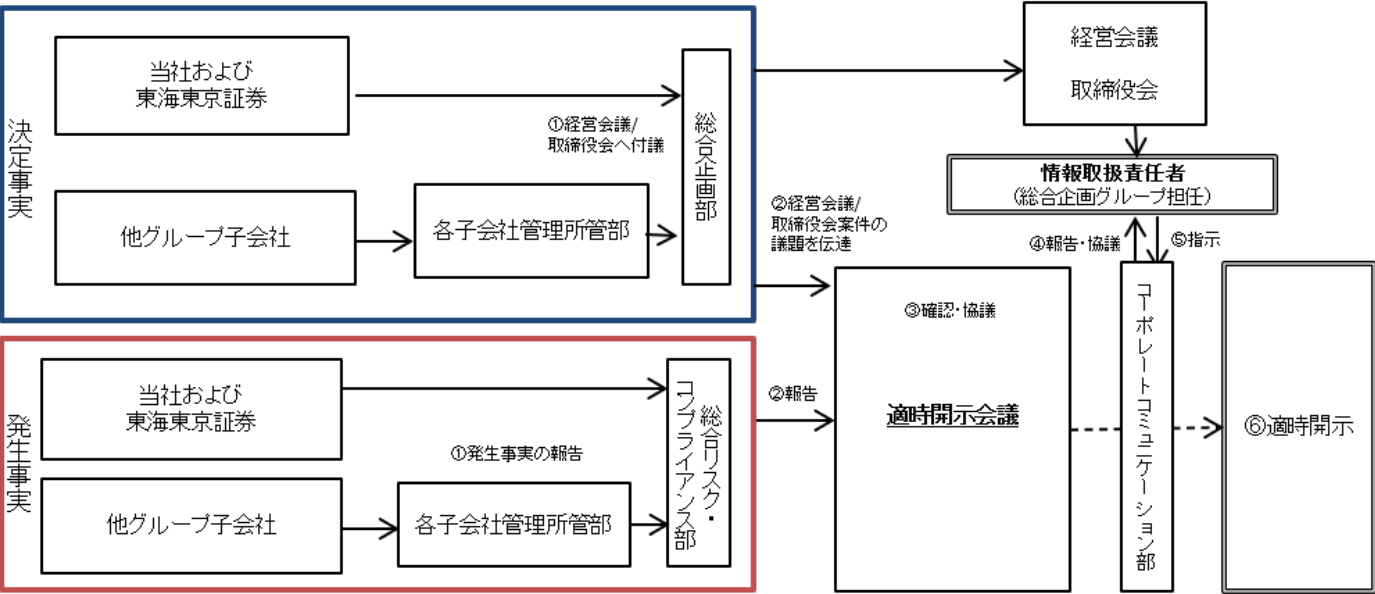 決定事実
当社および
東海東京証券
①経営会議/
取締役会へ付議
総合企画部
他グループ子会社
各子会社管理所管部
経営会議
取締役会
情報取扱責任者
(総合企画グループ担任)
②経営会議/
取締役会案件の
議題を伝達
④報告・協議
⑤指示
発生事実
当社および
東海東京証券
①発生事実の報告
他グループ子会社
各子会社管理所管部
総合リスク・
コンプライアンス部
②報告
③確認・協議
適時開示会議
コーポレートコミュニケーション部
⑥適時開示